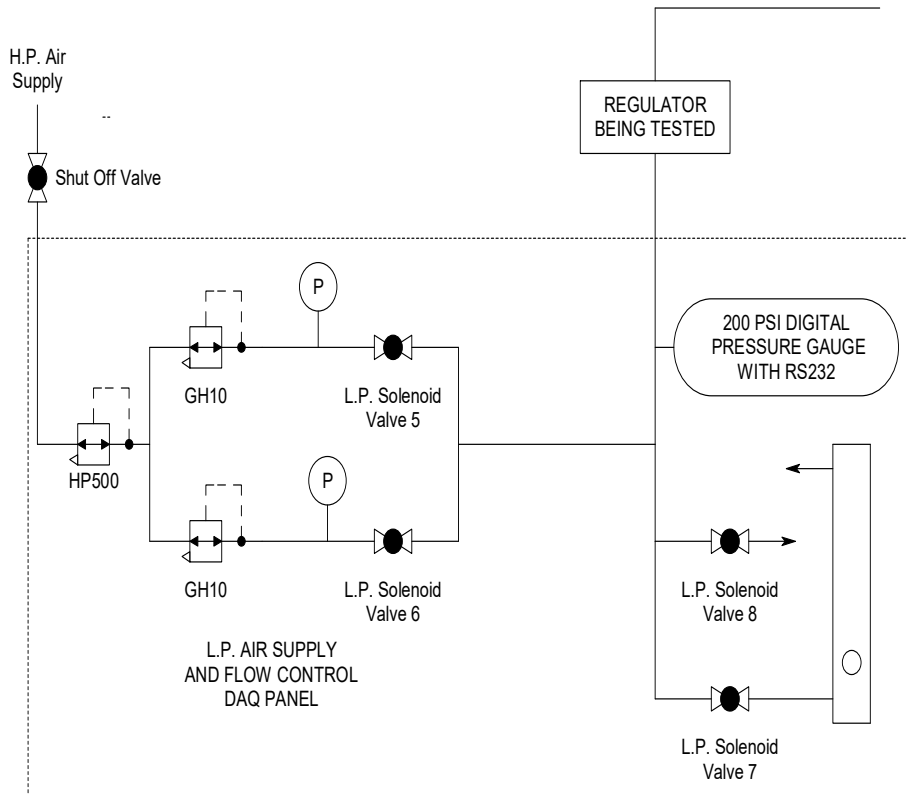 H.P. Air
Supply
--
Shut Off Valve
REGULATOR
BEING TESTED
P
GH10
L.P. Solenoid
Valve 5
200 PSI DIGITAL
PRESSURE GAUGE
WITH RS232
HP500
P
GH10
L.P. Solenoid
Valve 6
L.P. Solenoid
Valve 8
L.P. AIR SUPPLY
AND FLOW CONTROL
DAQ PANEL
L.P. Solenoid
Valve 7